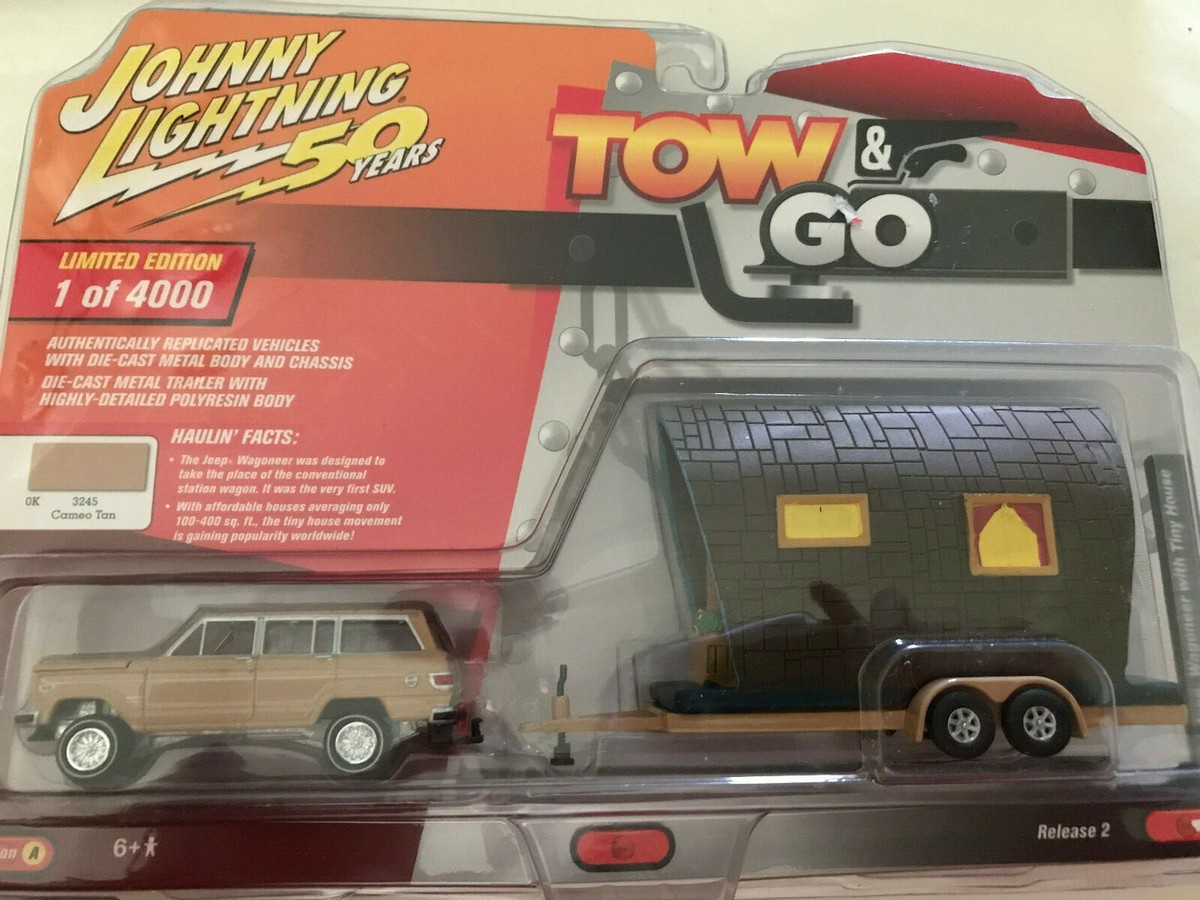 JOHNNY
LIGHTNING
50
YEARS
TOW &
GO
LIMITED EDITION
1 of 4000
AUTHENTICALLY REPLICATED VEHICLES
WITH DIE-CAST METAL BODY AND CHASSIS
DIE-CAST METAL TRAILER WITH
HIGHLY-DETAILED POLYRESIN BODY
HAULIN' FACTS:
• The Jeep® Wagoneer was designed to
take the place of the conventional
station wagon. It was the very first SUV.
• With affordable houses averaging only
100-400 sq. ft., the tiny house movement
is gaining popularity worldwide!
0K 3245
Cameo Tan
Wagoneer with Tiny House
on A
6+
Release 2